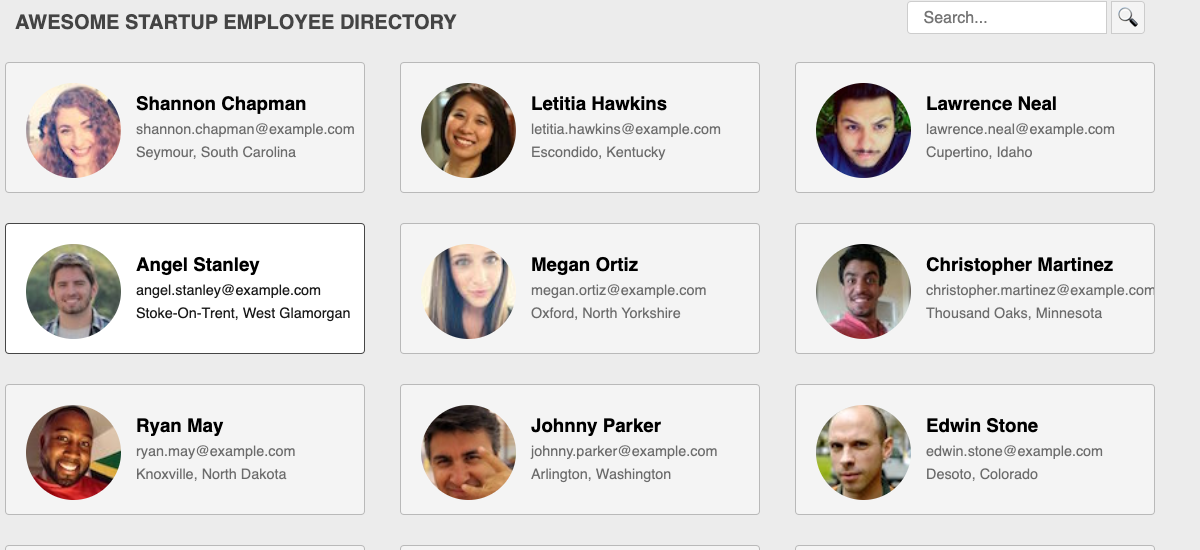 AWESOME STARTUP EMPLOYEE DIRECTORY
Search...
Shannon Chapman
shannon.chapman@example.com
Seymour, South Carolina
Letitia Hawkins
letitia.hawkins@example.com
Escondido, Kentucky
Lawrence Neal
lawrence.neal@example.com
Cupertino, Idaho
Angel Stanley
angel.stanley@example.com
Stoke-On-Trent, West Glamorgan
Megan Ortiz
megan.ortiz@example.com
Oxford, North Yorkshire
Christopher Martinez
christopher.martinez@example.com
Thousand Oaks, Minnesota
Ryan May
ryan.may@example.com
Knoxville, North Dakota
Johnny Parker
johnny.parker@example.com
Arlington, Washington
Edwin Stone
edwin.stone@example.com
Desoto, Colorado